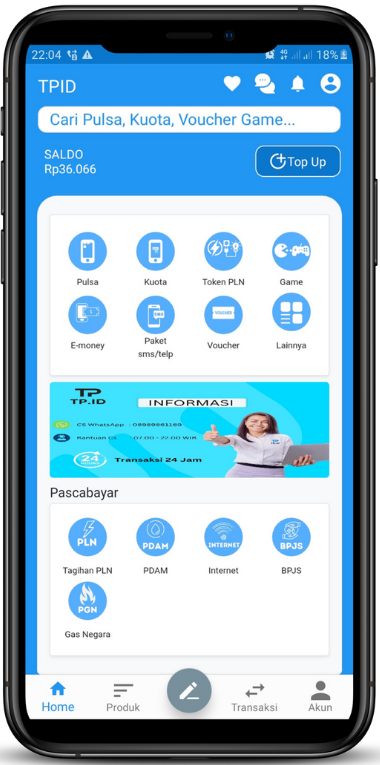 22:04
4G
18%
TPID
Cari Pulsa, Kuota, Voucher Game...
SALDO
Rp36.066
Top Up
Pulsa
Kuota
Token PLN
Game
VOUCHER
E-money
Paket
sms/telp
Voucher
Lainnya
TP
TP.ID
INFORMASI
CS WhatsApp
Bantuan CS : 07:00 - 22:00 WIB
24
Transaksi 24 Jam
Pascabayar
PLN
PDAM
INTERNET
BPJS
Tagihan PLN
PDAM
Internet
BPJS
PGN
Gas Negara
Home
Produk
Transaksi
Akun